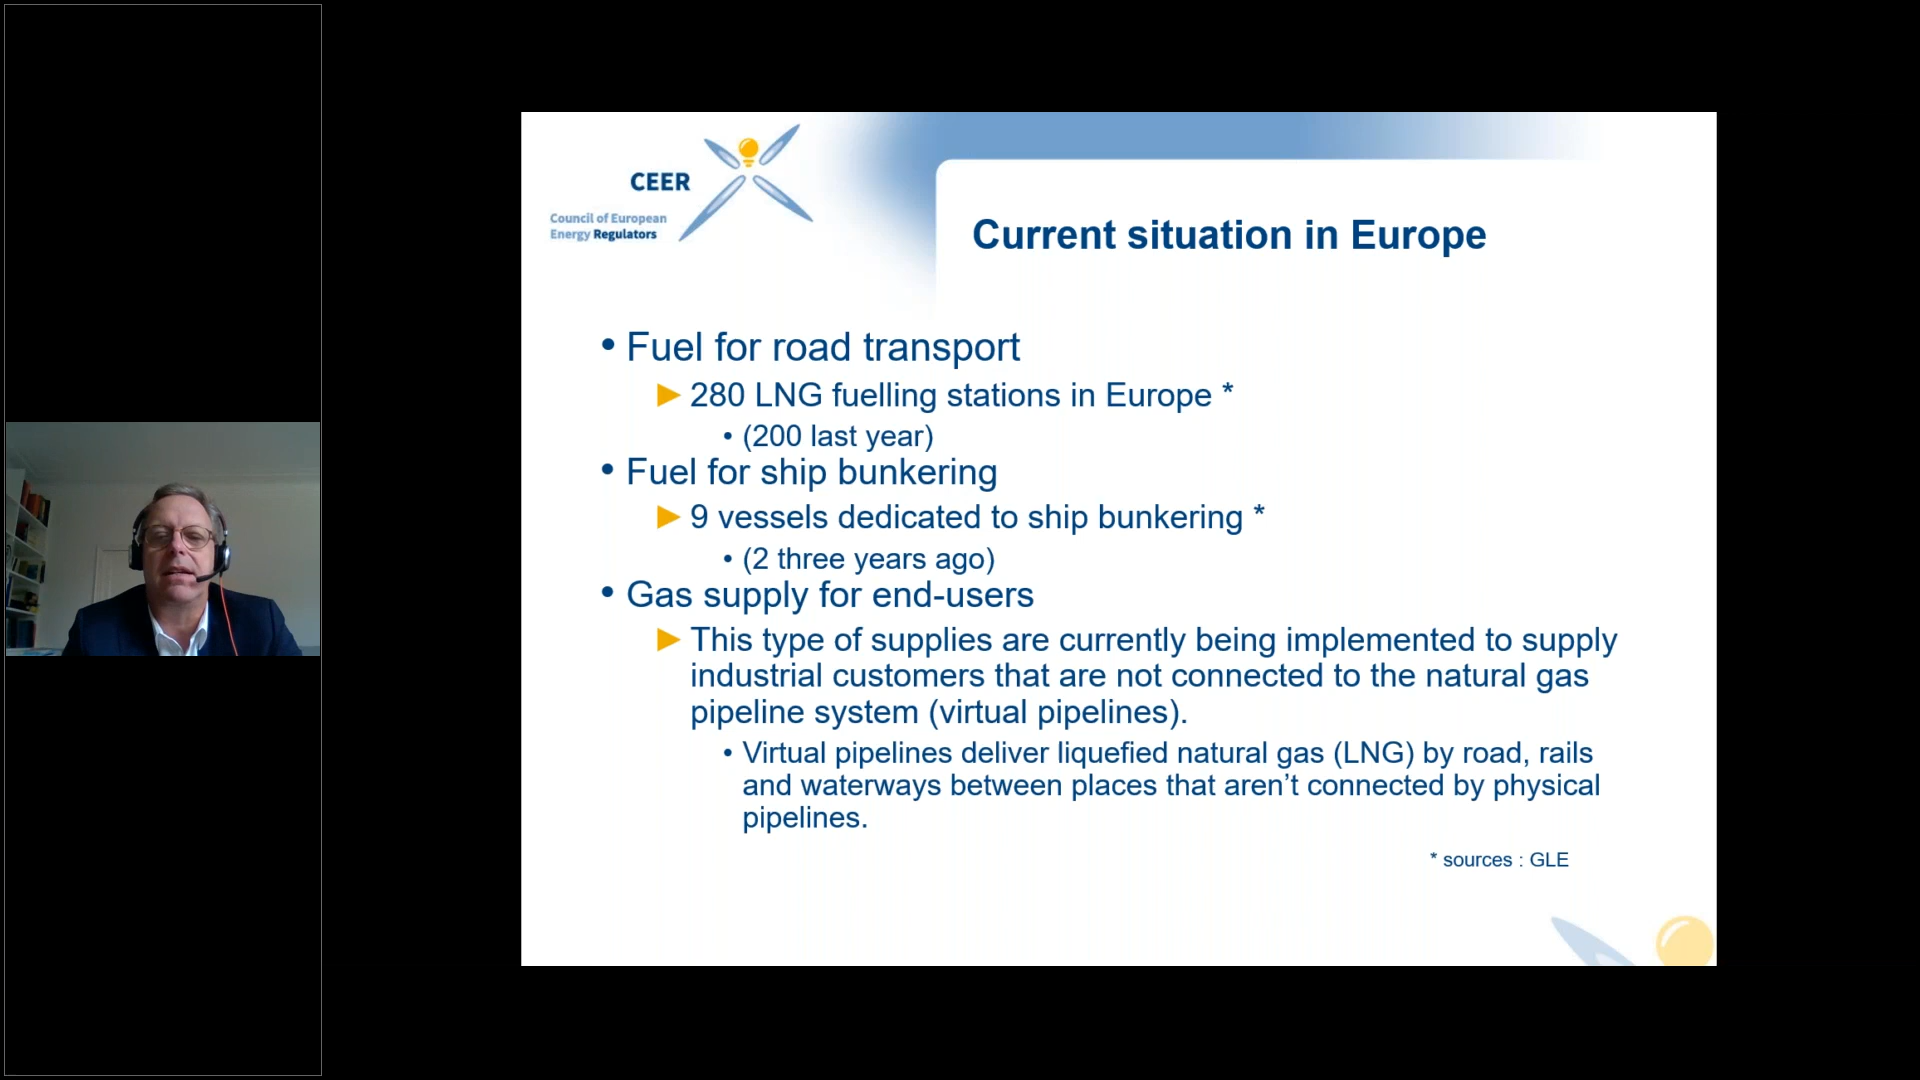 CEER
Council of European
Energy Regulators
Current situation in Europe
• Fuel for road transport
► 280 LNG fuelling stations in Europe *
• (200 last year)
• Fuel for ship bunkering
► 9 vessels dedicated to ship bunkering *
• (2 three years ago)
• Gas supply for end-users
► This type of supplies are currently being implemented to supply
industrial customers that are not connected to the natural gas
pipeline system (virtual pipelines).
• Virtual pipelines deliver liquefied natural gas (LNG) by road, rails
and waterways between places that aren’t connected by physical
pipelines.
* sources : GLE